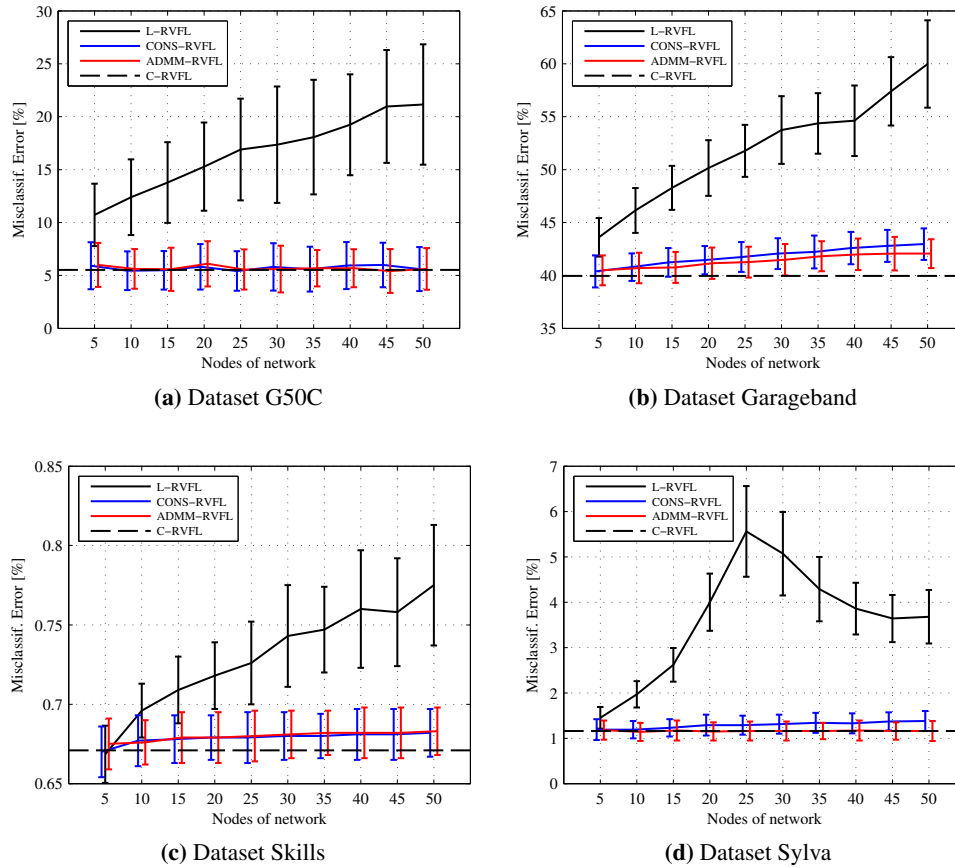 30
25
20
15
10
5
0
Misclassif. Error [%]
L−RVFL
CONS−RVFL
ADMM−RVFL
C−RVFL
5 10 15 20 25 30 35 40 45 50
Nodes of network
(a) Dataset G50C
65
60
55
50
45
40
35
Misclassif. Error [%]
L−RVFL
CONS−RVFL
ADMM−RVFL
C−RVFL
5 10 15 20 25 30 35 40 45 50
Nodes of network
(b) Dataset Garageband
0.85
0.8
0.75
0.7
0.65
Misclassif. Error [%]
L−RVFL
CONS−RVFL
ADMM−RVFL
C−RVFL
5 10 15 20 25 30 35 40 45 50
Nodes of network
(c) Dataset Skills
7
6
5
4
3
2
1
0
Misclassif. Error [%]
L−RVFL
CONS−RVFL
ADMM−RVFL
C−RVFL
5 10 15 20 25 30 35 40 45 50
Nodes of network
(d) Dataset Sylva